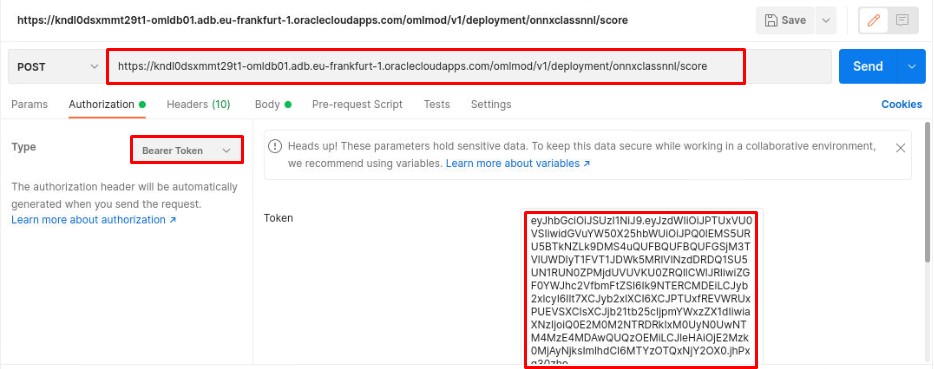 https://kndl0dsxmmt29t1-omldb01.adb.eu-frankfurt-1.oraclecloudapps.com/omlmod/v1/deployment/onnxclassnnl/score
Save
POST
https://kndl0dsxmmt29t1-omldb01.adb.eu-frankfurt-1.oraclecloudapps.com/omlmod/v1/deployment/onnxclassnnl/score
Send
Params Authorization Headers (10) Body Pre-request Script Tests Settings Cookies
Type
Bearer Token
The authorization header will be automatically
generated when you send the request.
Learn more about authorization ↗
Heads up! These parameters hold sensitive data. To keep this data secure while working in a collaborative environment,
we recommend using variables. Learn more about variables ↗
Token